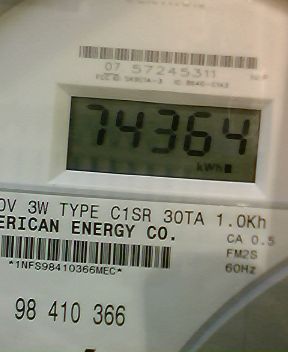 07 57245311
74364
kWh
0V 3W TYPE C1SR 30TA 1.0Kh
ERICAN ENERGY CO.
CA 0.5
FM2S
60Hz
*1NFS98410366MEC*
98 410 366